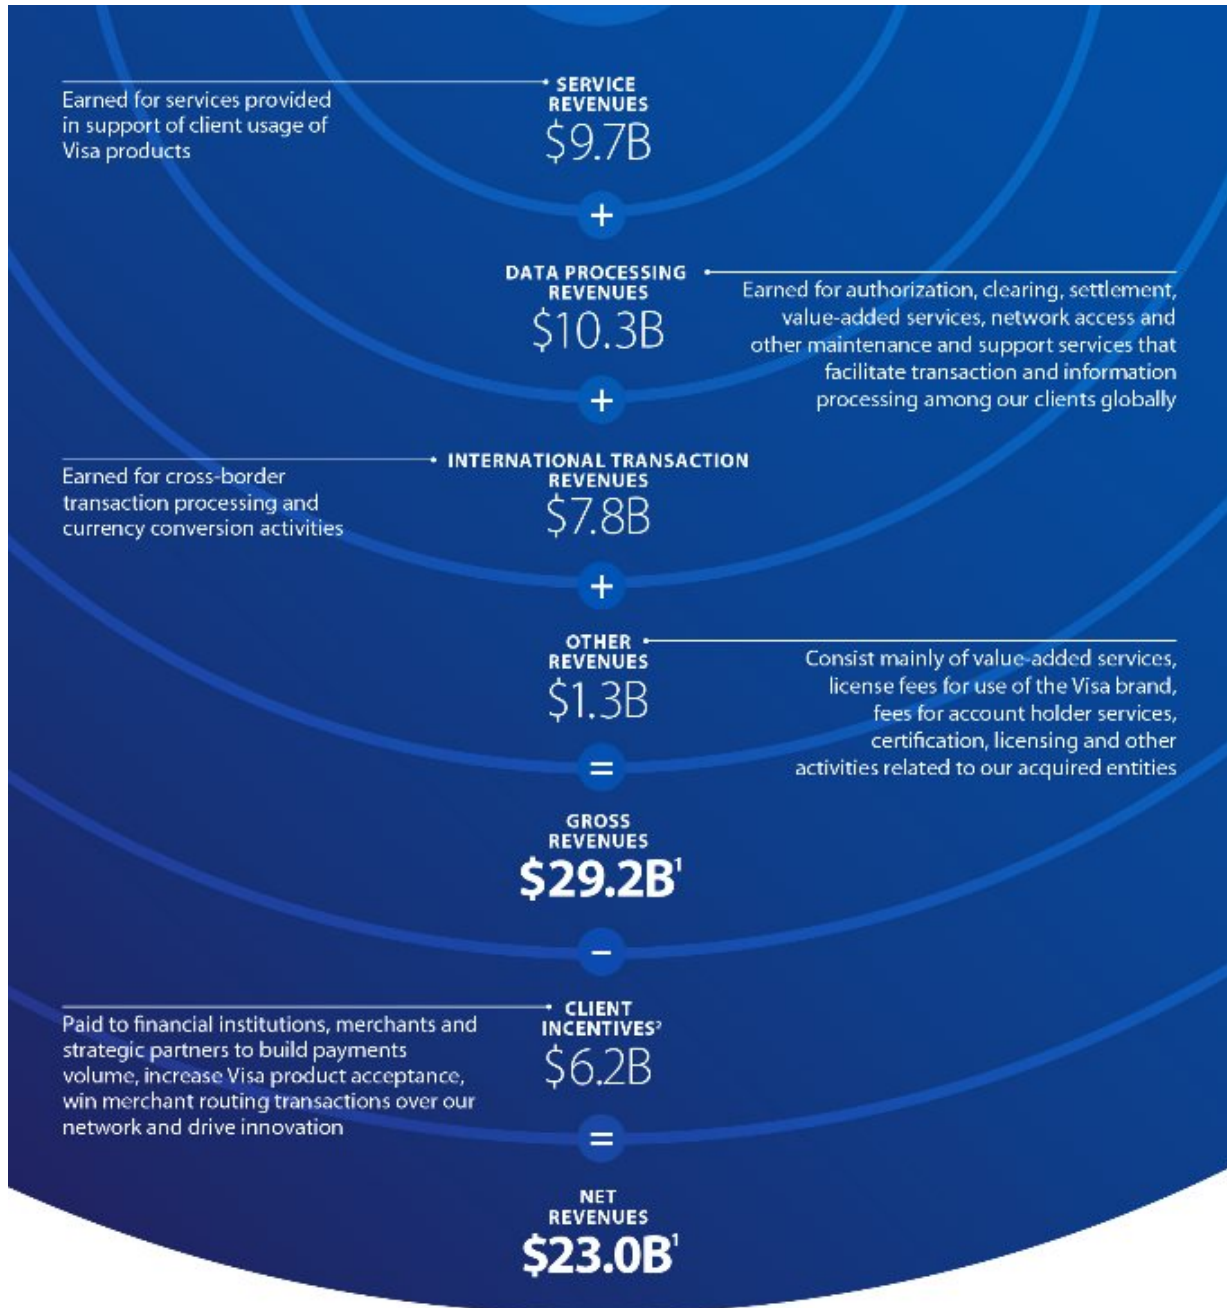 SERVICE
REVENUES
$9.7B
Earned for services provided
in support of client usage of
Visa products
+
DATA PROCESSING
REVENUES
$10.3B
Earned for authorization, clearing, settlement,
value-added services, network access and
other maintenance and support services that
facilitate transaction and information
processing among our clients globally
+
INTERNATIONAL TRANSACTION
REVENUES
$7.8B
Earned for cross-border
transaction processing and
currency conversion activities
+
OTHER
REVENUES
$1.3B
Consist mainly of value-added services,
license fees for use of the Visa brand,
fees for account holder services,
certification, licensing and other
activities related to our acquired entities
=
GROSS
REVENUES
$29.2B¹
−
CLIENT
INCENTIVES²
$6.2B
Paid to financial institutions, merchants and
strategic partners to build payments
volume, increase Visa product acceptance,
win merchant routing transactions over our
network and drive innovation
=
NET
REVENUES
$23.0B¹